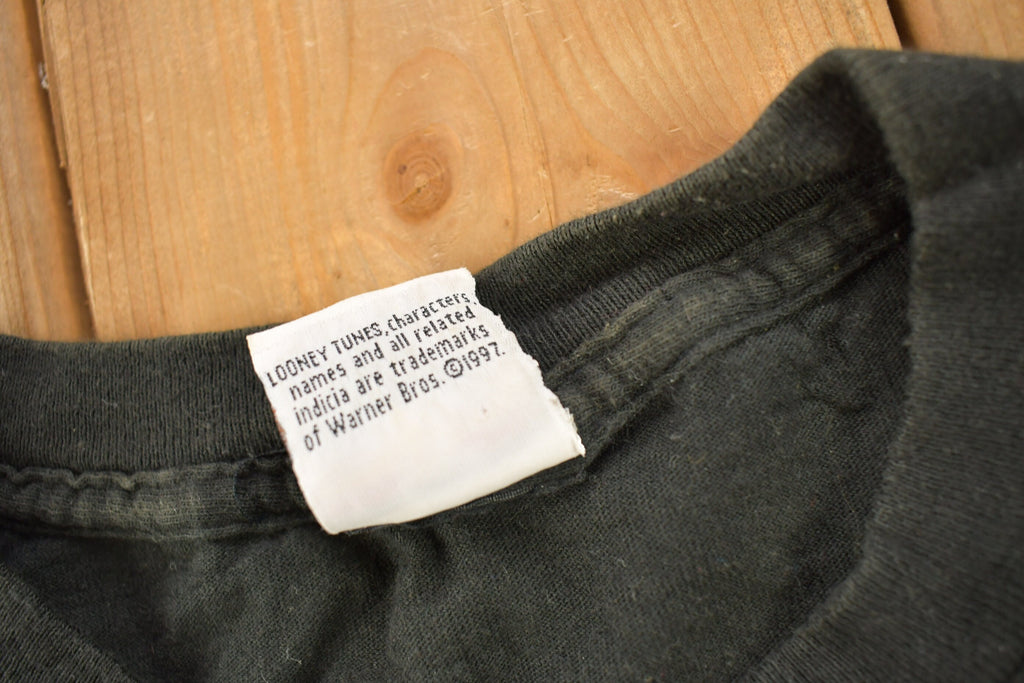 LOONEY TUNES, characters,
names and all related
indicia are trademarks
of Warner Bros. ©1997.